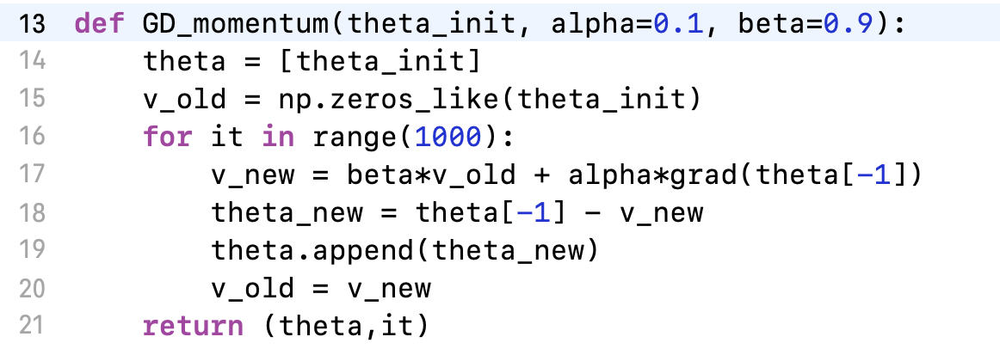 13 def GD_momentum(theta_init, alpha=0.1, beta=0.9):
14     theta = [theta_init]
15     v_old = np.zeros_like(theta_init)
16     for it in range(1000):
17         v_new = beta*v_old + alpha*grad(theta[-1])
18         theta_new = theta[-1] - v_new
19         theta.append(theta_new)
20         v_old = v_new
21     return (theta,it)